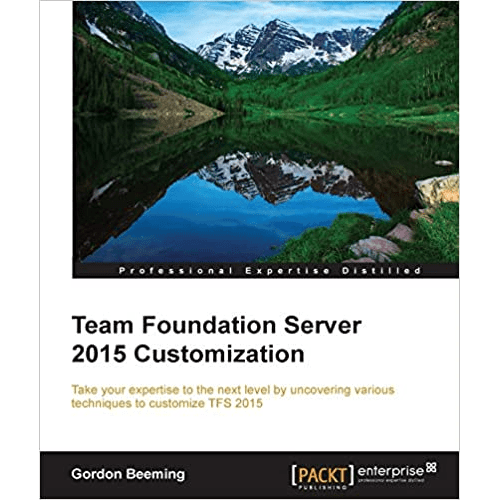 Professional Expertise Distilled
Team Foundation Server
2015 Customization
Take your expertise to the next level by uncovering various
techniques to customize TFS 2015
Gordon Beeming
[PACKT] enterprise
PUBLISHING
professional expertise distilled